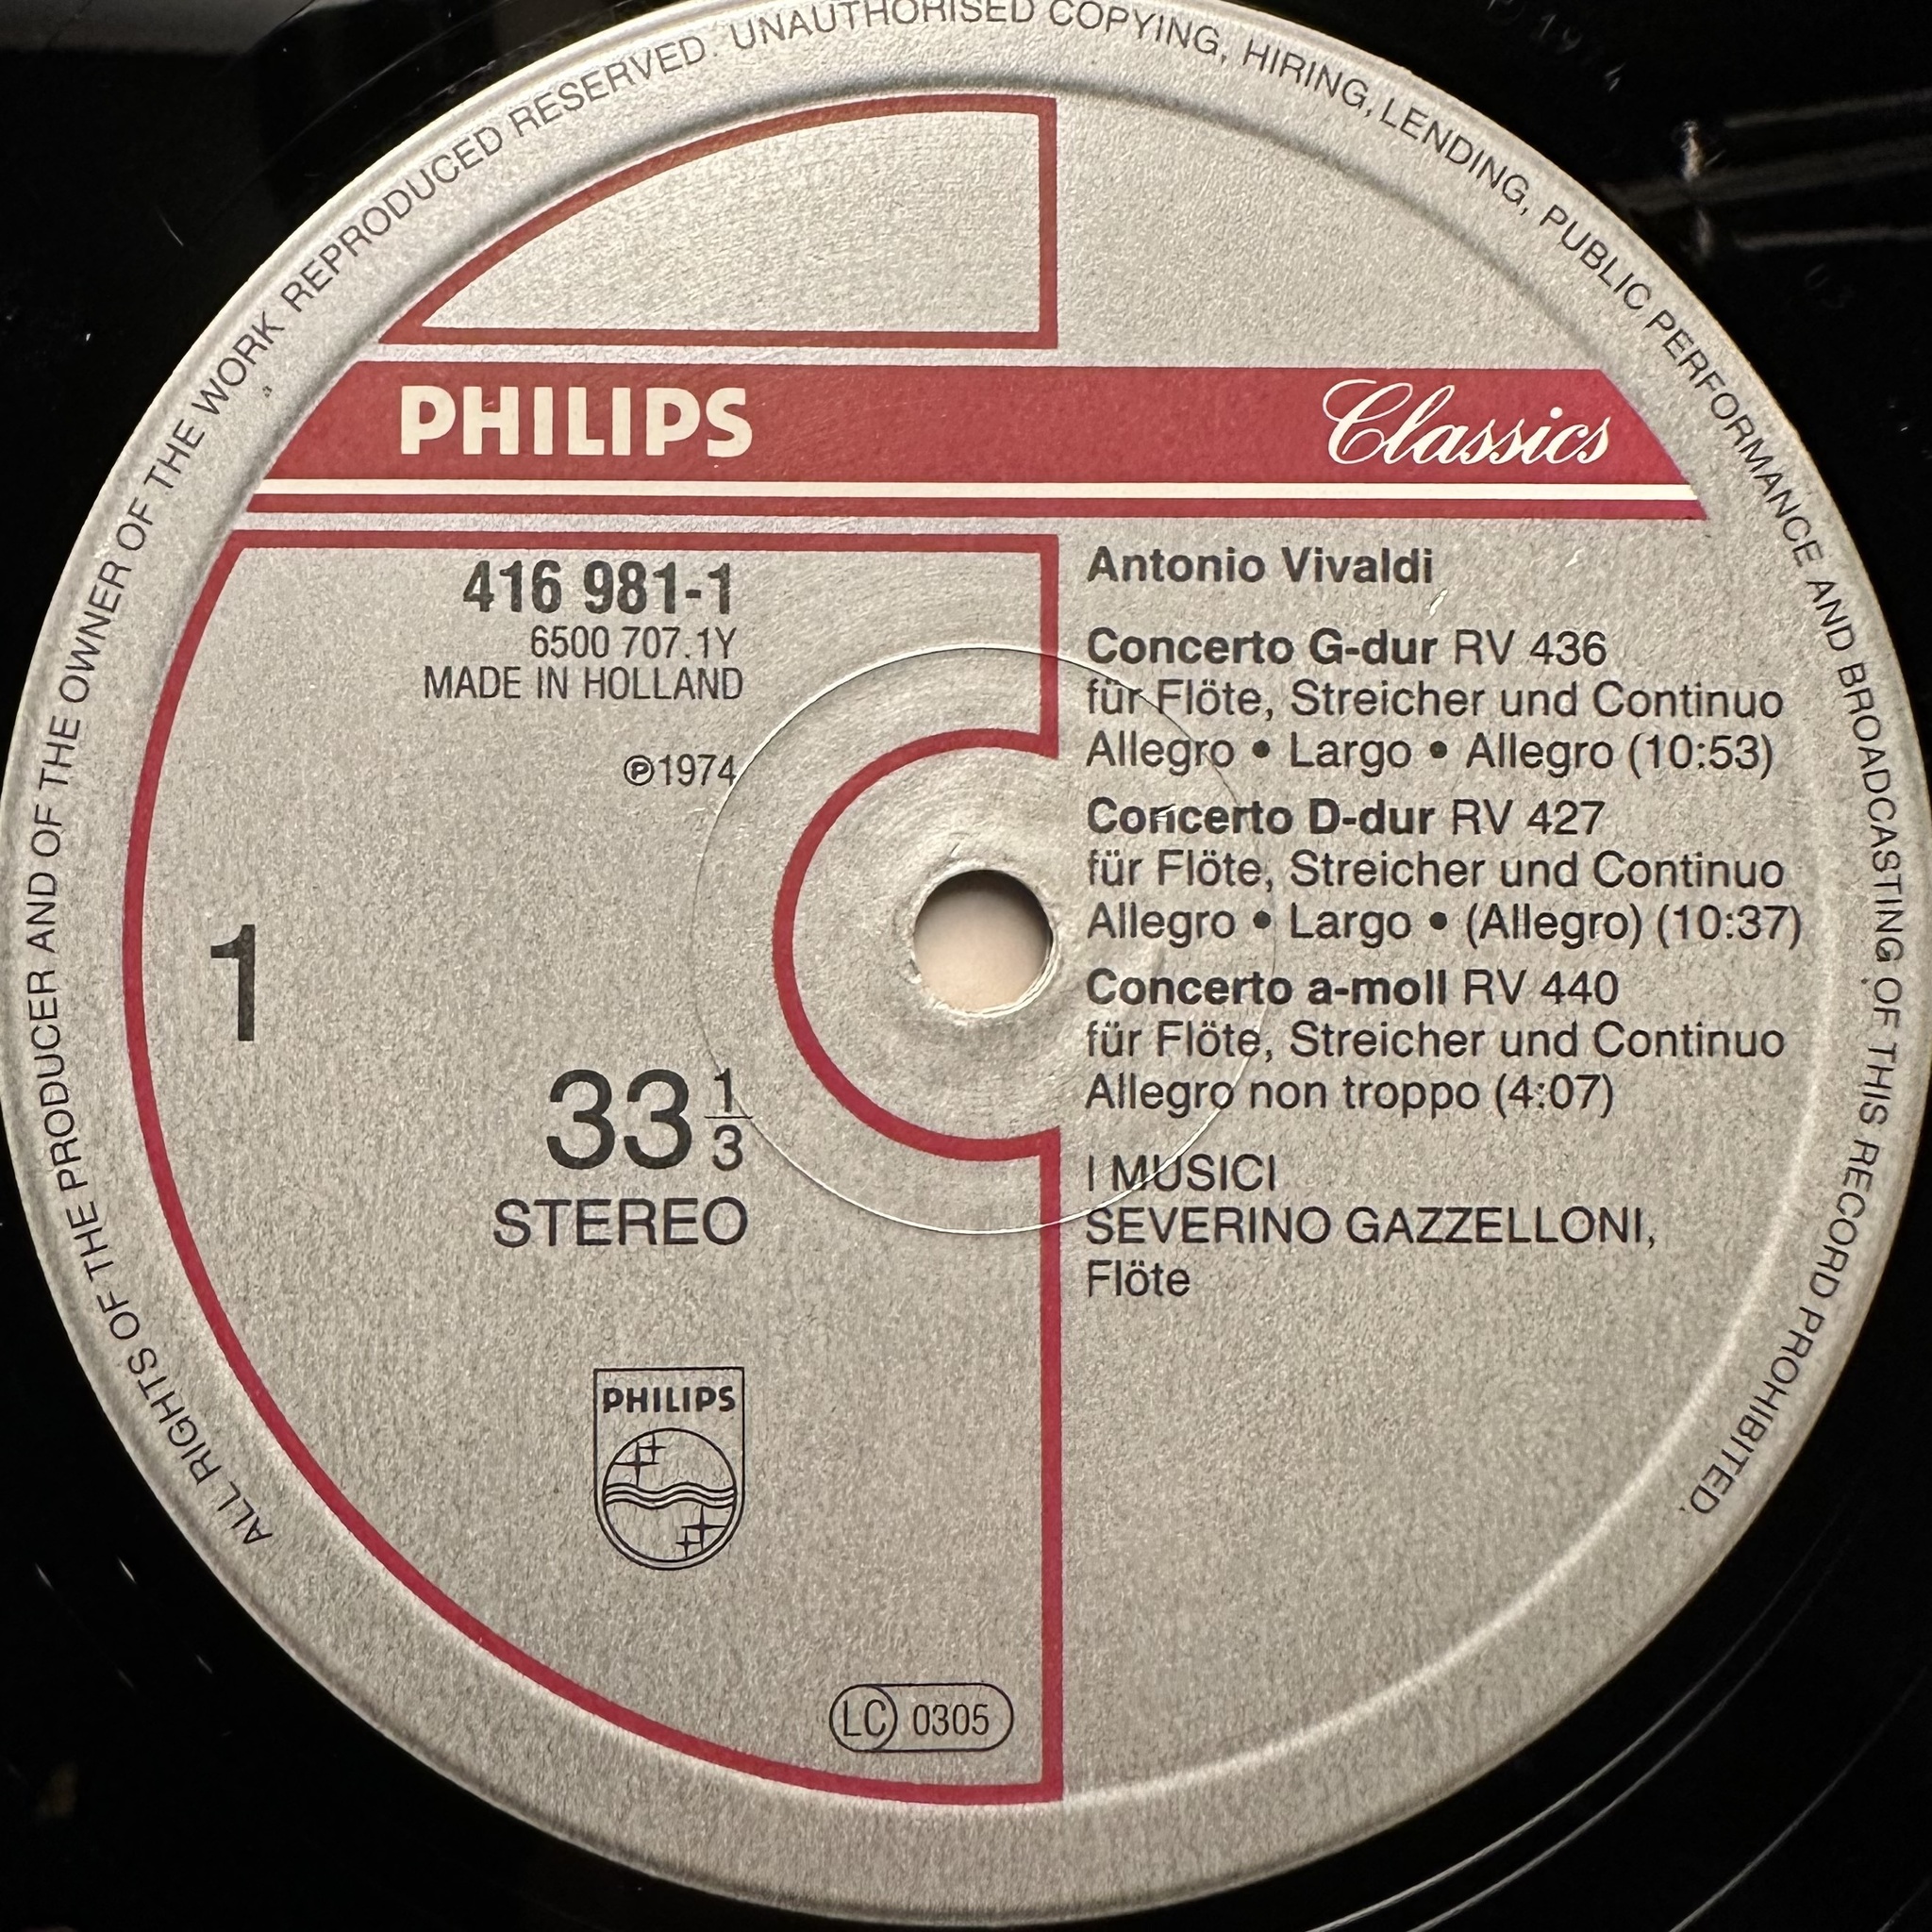 ALL RIGHTS OF THE PRODUCER AND OF THE OWNER OF THE WORK REPRODUCED RESERVED. UNAUTHORISED COPYING, HIRING, LENDING, PUBLIC PERFORMANCE AND BROADCASTING OF THIS RECORD PROHIBITED.
PHILIPS Classics
416 981-1
6500 707.1Y
MADE IN HOLLAND
℗1974
1
33 1/3
STEREO
PHILIPS
LC 0305
Antonio Vivaldi
Concerto G-dur RV 436
für Flöte, Streicher und Continuo
Allegro • Largo • Allegro (10:53)
Concerto D-dur RV 427
für Flöte, Streicher und Continuo
Allegro • Largo • (Allegro) (10:37)
Concerto a-moll RV 440
für Flöte, Streicher und Continuo
Allegro non troppo (4:07)
I MUSICI
SEVERINO GAZZELLONI,
Flöte